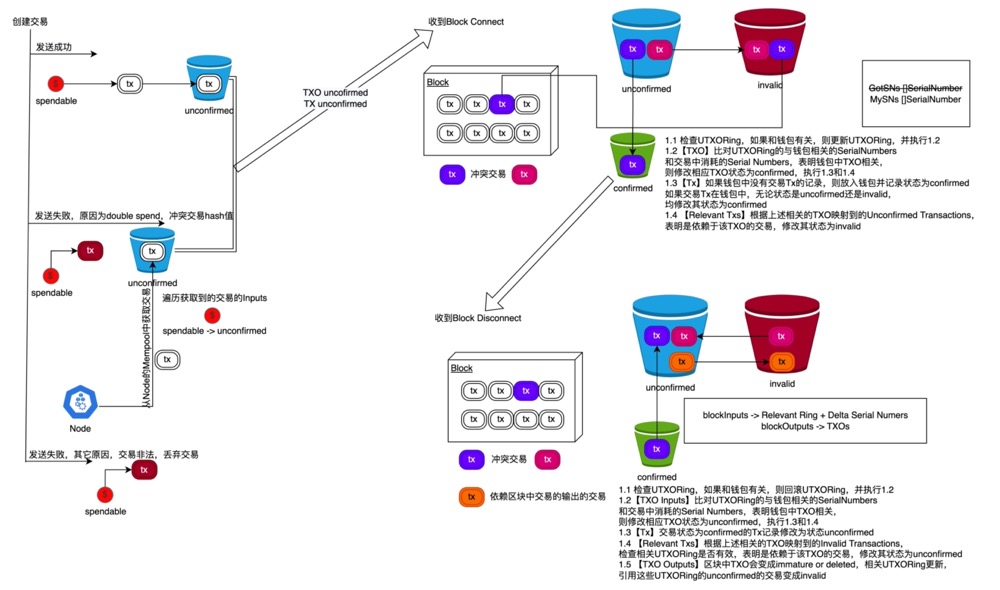 创建交易
发送成功
spendable
tx
tx
unconfirmed
TXO uncofirmed
TX unconfirmed
发送失败，原因为double spend，冲突交易hash值
tx
spendable
tx
unconfirmed
遍历获取到的交易的Inputs
spendable -> unconfirmed
从Node的Mempool中获取交易
tx
Node
发送失败，其它原因，交易非法，丢弃交易
tx
spendable
收到Block Connect
Block
tx tx tx tx
tx tx tx tx
tx 冲突交易 tx
tx tx
unconfirmed
tx tx
invalid
tx
confirmed
GotSNs []SerialNumber
MySNs []SerialNumber
1.1 检查UTXORing，如果和钱包有关，则更新UTXORing，并执行1.2
1.2【TXO】比对UTXORing的与钱包相关的SerialNumbers
和交易中消耗的Serial Numbers，表明钱包中TXO相关，
则修改相应TXO状态为confirmed，执行1.3和1.4
1.3【Tx】如果钱包中没有交易Tx的记录，则放入钱包并记录状态为confirmed
如果交易Tx在钱包中，无论状态是uncofirmed还是invalid，
均修改其状态为confirmed
1.4 【Relevant Txs】根据上述相关的TXO映射到的Unconfirmed Transactions，
表明是依赖于该TXO的交易，修改其状态为invalid
收到Block Disconnect
Block
tx tx tx tx
tx tx tx tx
tx 冲突交易 tx
tx 依赖区块中交易的输出的交易
tx tx
tx
unconfirmed
tx
tx
invalid
tx
confirmed
blockInputs -> Relevant Ring + Delta Serial Numers
blockOutputs -> TXOs
1.1 检查UTXORing，如果和钱包有关，则回滚UTXORing，并执行1.2
1.2【TXO Inputs】比对UTXORing的与钱包相关的SerialNumbers
和交易中消耗的Serial Numbers，表明钱包中TXO相关，
则修改相应TXO状态为unconfirmed，执行1.3和1.4
1.3【Tx】交易状态为confirmed的Tx记录修改为状态unconfirmed
1.4 【Relevant Txs】根据上述相关的TXO映射到的Invalid Transactions，
检查相关UTXORing是否有效，表明是依赖于该TXO的交易，修改其状态为unconfirmed
1.5 【TXO Outputs】区块中TXO会变成immature or deleted，相关UTXORing更新，
引用这些UTXORing的unconfirmed的交易变成invalid